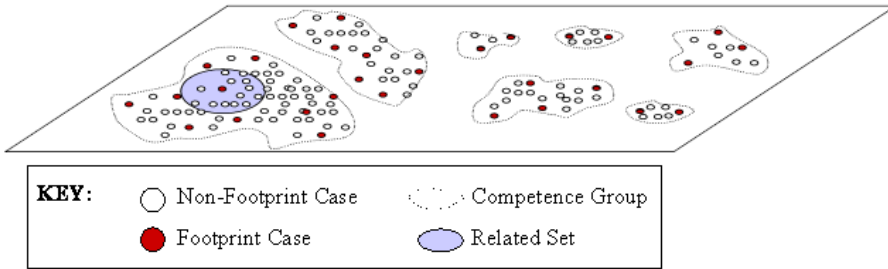 KEY: Non-Footprint Case Competence Group
Footprint Case Related Set